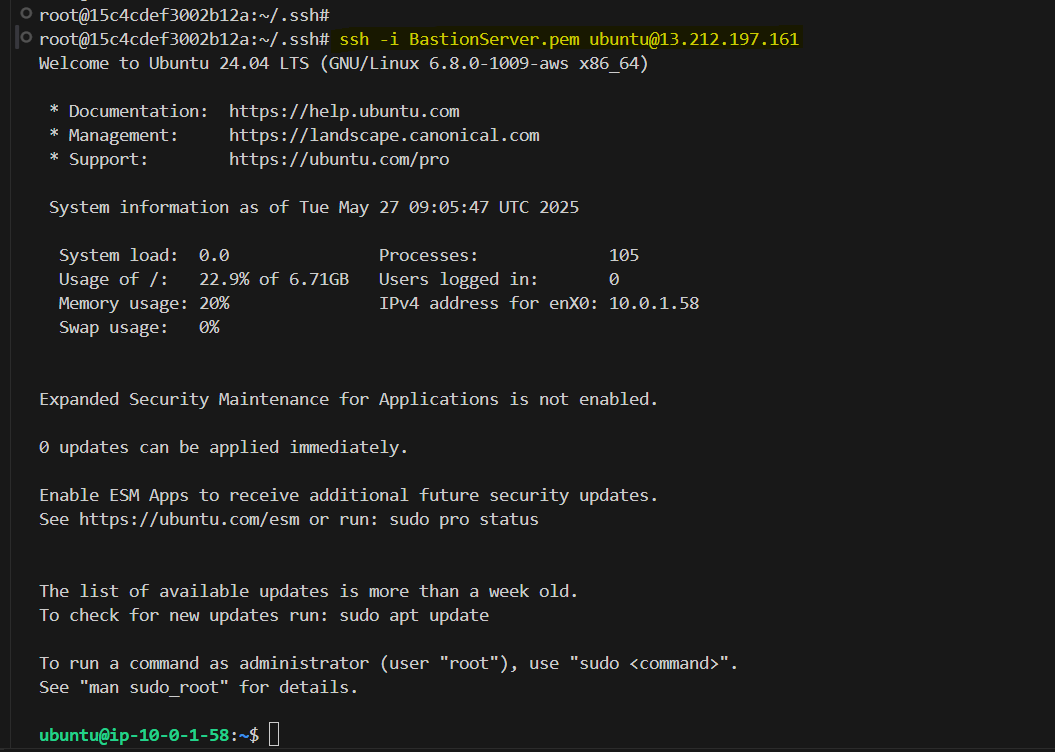 root@15c4cdef3002b12a:~/.ssh#
root@15c4cdef3002b12a:~/.ssh# ssh -i BastionServer.pem ubuntu@13.212.197.161
Welcome to Ubuntu 24.04 LTS (GNU/Linux 6.8.0-1009-aws x86_64)

 * Documentation:  https://help.ubuntu.com
 * Management:     https://landscape.canonical.com
 * Support:        https://ubuntu.com/pro

 System information as of Tue May 27 09:05:47 UTC 2025

  System load:  0.0               Processes:             105
  Usage of /:   22.9% of 6.71GB   Users logged in:       0
  Memory usage: 20%               IPv4 address for enX0: 10.0.1.58
  Swap usage:   0%

Expanded Security Maintenance for Applications is not enabled.

0 updates can be applied immediately.

Enable ESM Apps to receive additional future security updates.
See https://ubuntu.com/esm or run: sudo pro status

The list of available updates is more than a week old.
To check for new updates run: sudo apt update

To run a command as administrator (user "root"), use "sudo <command>".
See "man sudo_root" for details.

ubuntu@ip-10-0-1-58:~$